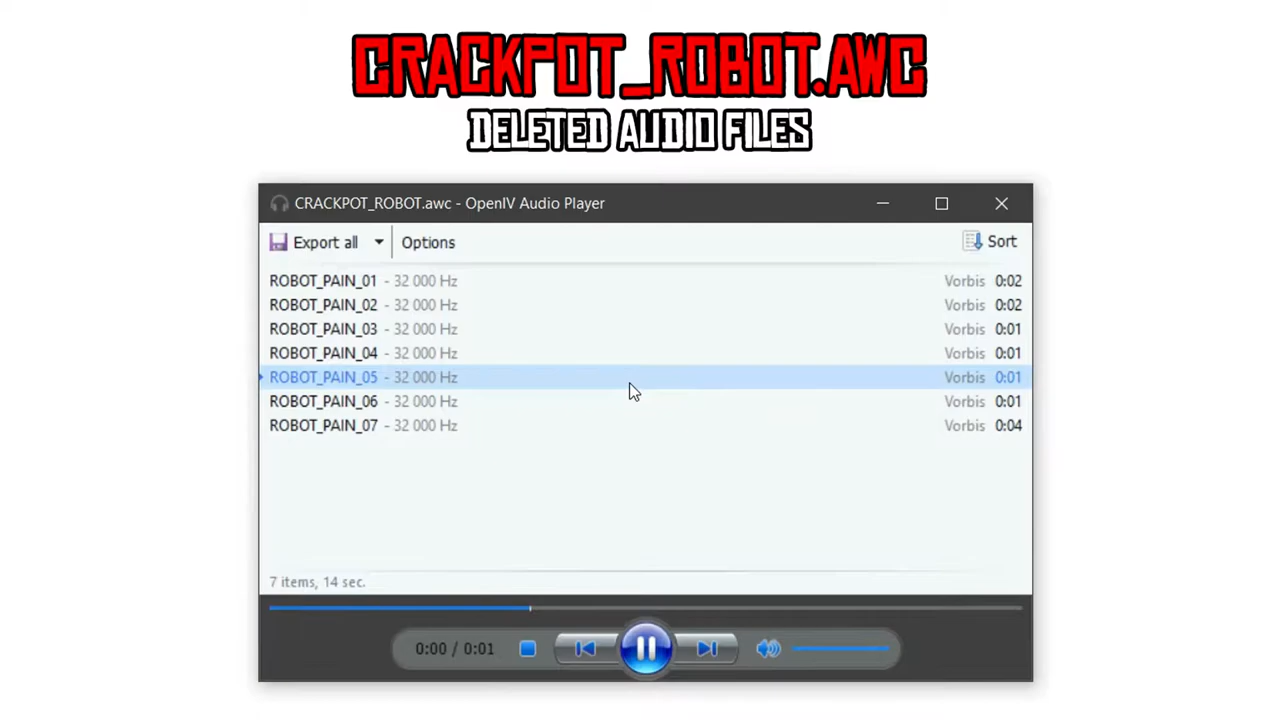 CRACKPOT_ROBOT.AWC
DELETED AUDIO FILES
CRACKPOT_ROBOT.awc - OpenIV Audio Player
Export all Options Sort
ROBOT_PAIN_01 - 32 000 Hz Vorbis 0:02
ROBOT_PAIN_02 - 32 000 Hz Vorbis 0:02
ROBOT_PAIN_03 - 32 000 Hz Vorbis 0:01
ROBOT_PAIN_04 - 32 000 Hz Vorbis 0:01
ROBOT_PAIN_05 - 32 000 Hz Vorbis 0:01
ROBOT_PAIN_06 - 32 000 Hz Vorbis 0:01
ROBOT_PAIN_07 - 32 000 Hz Vorbis 0:04
7 items, 14 sec.
0:00 / 0:01